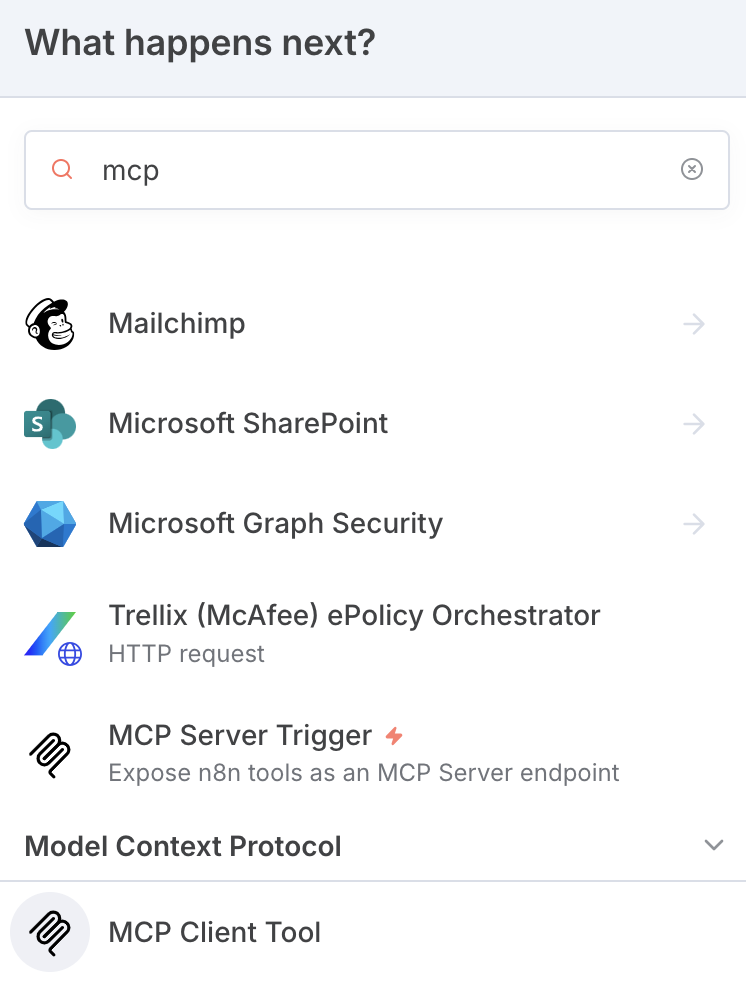 What happens next?
mcp
Mailchimp
S
Microsoft SharePoint
Microsoft Graph Security
Trellix (McAfee) ePolicy Orchestrator
HTTP request
MCP Server Trigger
Expose n8n tools as an MCP Server endpoint
Model Context Protocol
MCP Client Tool